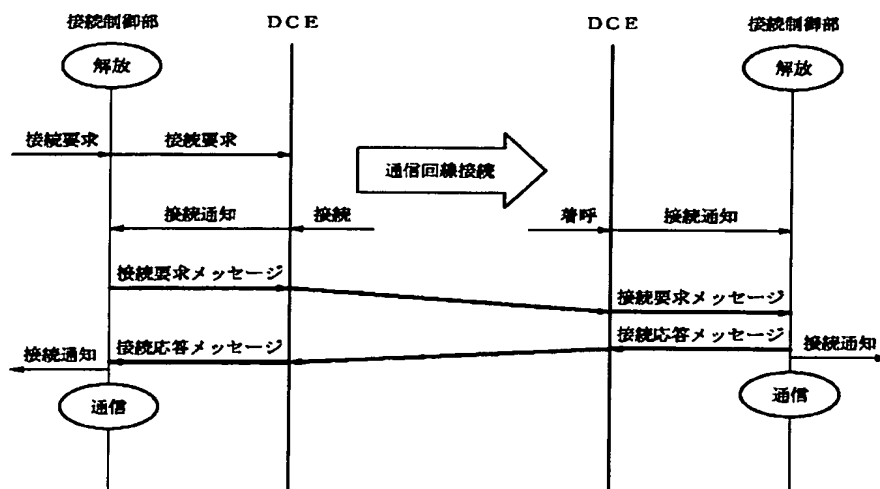 接続制御部 DCE DCE 接続制御部
解放 解放
接続要求 接続要求
通信回線接続
接続通知 接続 着呼 接続通知
接続要求メッセージ 接続要求メッセージ
接続通知 接続応答メッセージ 接続応答メッセージ 接続通知
通信 通信